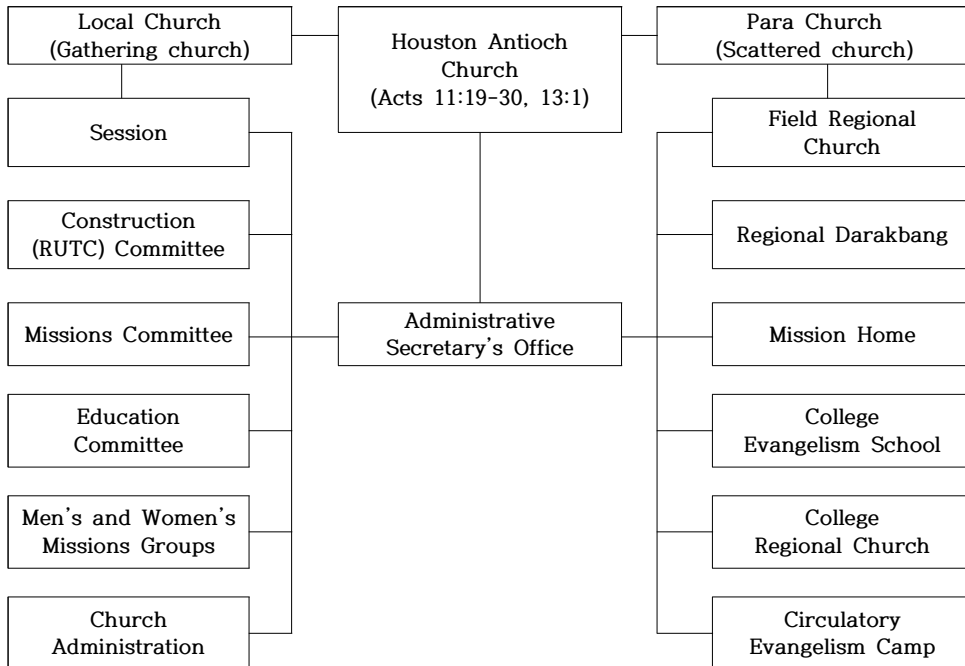 Local Church
(Gathering church)
Houston Antioch
Church
(Acts 11:19-30, 13:1)
Para Church
(Scattered church)
Session
Field Regional
Church
Construction
(RUTC) Committee
Regional Darakbang
Missions Committee
Administrative
Secretary's Office
Mission Home
Education
Committee
College
Evangelism School
Men's and Women's
Missions Groups
College
Regional Church
Church
Administration
Circulatory
Evangelism Camp